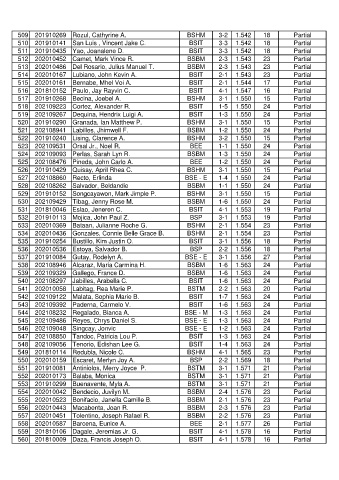 509 201910269 Rozul, Cathyrine A. BSHM 3-2 1.542 18 Partial
510 201910141 San Luis , Vincent Jake C. BSIT 3-3 1.542 18 Partial
511 201910435 Yao, Joanalene D. BSIT 3-3 1.542 18 Partial
512 202010452 Camet, Mark Vince R. BSBM 2-3 1.543 23 Partial
513 202010486 Del Rosario, Julius Manuel T. BSBM 2-3 1.543 23 Partial
514 202010167 Lubiano, John Kevin A. BSIT 2-1 1.543 23 Partial
515 202010161 Bernabe, Mhel Voi A. BSIT 2-1 1.544 17 Partial
516 201810152 Paulo, Jay Rayvin C. BSIT 4-1 1.547 16 Partial
517 201910268 Becina, Joebel A. BSHM 3-1 1.550 15 Partial
518 202109223 Cortez, Alexander R. BSIT 1-5 1.550 24 Partial
519 202109267 Dequina, Hendrix Luigi A. BSIT 1-3 1.550 24 Partial
520 201910290 Granada, Ian Matthew P. BSHM 3-1 1.550 15 Partial
521 202108941 Labilles, Jhimwell F. BSBM 1-2 1.550 24 Partial
522 201910240 Lising, Clarence A. BSHM 3-2 1.550 15 Partial
523 202109531 Orsal Jr., Noel R. BEE 1-1 1.550 24 Partial
524 202109093 Perlas, Sarah Lyn R. BSBM 1-3 1.550 24 Partial
525 202108476 Pineda, John Carlo A. BEE 1-2 1.550 24 Partial
526 201910429 Quissy, April Rhea C. BSHM 3-1 1.550 15 Partial
527 202108660 Recto, Erlinda BSE - E 1-4 1.550 24 Partial
528 202108262 Salvador, Beldandie BSBM 1-1 1.550 24 Partial
529 201910152 Songcayawon, Mark Jimple P. BSHM 3-1 1.550 15 Partial
530 202109429 Tibag, Jenny Rose M. BSBM 1-6 1.550 24 Partial
531 201810046 Estao, Jerieren C. BSIT 4-1 1.553 19 Partial
532 201910113 Mojica, John Paul Z. BSP 3-1 1.553 19 Partial
533 202010369 Bataan, Julianne Roche G. BSHM 2-1 1.554 23 Partial
534 202010436 Gonzales, Connie Belle Grace B. BSHM 2-1 1.554 23 Partial
535 201910254 Bustillo, Kim Justin O. BSIT 3-1 1.556 18 Partial
536 202010536 Estoya, Salvador B. BSP 2-2 1.556 18 Partial
537 201910084 Gutay, Rodelyn A. BSE - E 3-1 1.556 27 Partial
538 202108946 Alcaraz, Maria Carmina H. BSBM 1-6 1.563 24 Partial
539 202109329 Gallego, France D. BSBM 1-6 1.563 24 Partial
540 202108297 Jabilles, Arabella C. BSIT 1-6 1.563 24 Partial
541 202010058 Labitag, Rea Marie P. BSTM 2-2 1.563 20 Partial
542 202109122 Malata, Sophia Marie B. BSIT 1-7 1.563 24 Partial
543 202109392 Paderna, Carmelo V. BSIT 1-6 1.563 24 Partial
544 202108232 Regalado, Bianca A. BSE - M 1-3 1.563 24 Partial
545 202109486 Reyes, Chrys Daniel S. BSE - E 1-3 1.563 24 Partial
546 202109048 Singcay, Jonvic BSE - E 1-2 1.563 24 Partial
547 202108850 Tandoc, Patricia Lou P. BSIT 1-3 1.563 24 Partial
548 202109056 Tenorio, Edishan Lee G. BSIT 1-4 1.563 24 Partial
549 201810114 Redubla, Nicole C. BSHM 4-1 1.565 23 Partial
550 202010159 Escaret, Merlyn Joy A. BSP 2-2 1.569 18 Partial
551 201910081 Antiniolos, Merry Joyce P. BSTM 3-1 1.571 21 Partial
552 202010173 Balaba, Monica BSTM 3-1 1.571 21 Partial
553 201910299 Buenavente, Myla A. BSTM 3-1 1.571 21 Partial
554 202010042 Bendecio, Juvilyn M. BSBM 2-4 1.576 23 Partial
555 202010523 Bonifacio, Janella Camille B. BSBM 2-1 1.576 23 Partial
556 202010443 Macabenta, Joan R. BSBM 2-3 1.576 23 Partial
557 202010451 Tolentino, Joseph Rafael R. BSBM 2-2 1.576 23 Partial
558 202010587 Barcena, Eunice A. BEE 2-1 1.577 26 Partial
559 201810106 Dagale, Jeremias Jr. G. BSIT 4-1 1.578 16 Partial
560 201810009 Daza, Francis Joseph O. BSIT 4-1 1.578 16 Partial